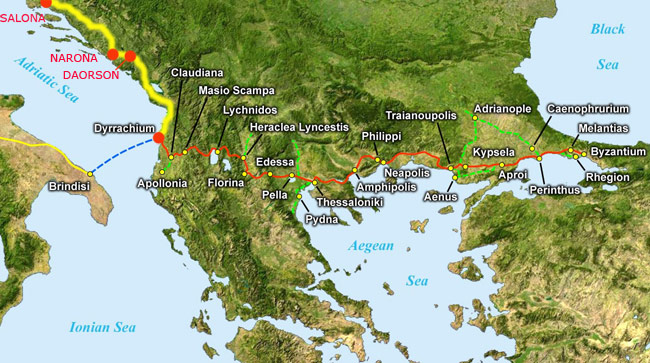 SALONA
Black
Sea
NARONA
DAORSON
Adriatic Sea
Claudiana
Masio Scampa
Lychnidos
Heraclea Lyncestis
Dyrrachium
Traianoupolis
Adrianople
Caenophrurium
Melantias
Philippi
Edessa
Kypsela
Byzantium
Brindisi
Apollonia
Florina
Pella
Thessaloniki
Pydna
Amphipolis
Neapolis
Aenus
Aproi
Perinthus
Rhegion
Aegean
Sea
Ionian Sea